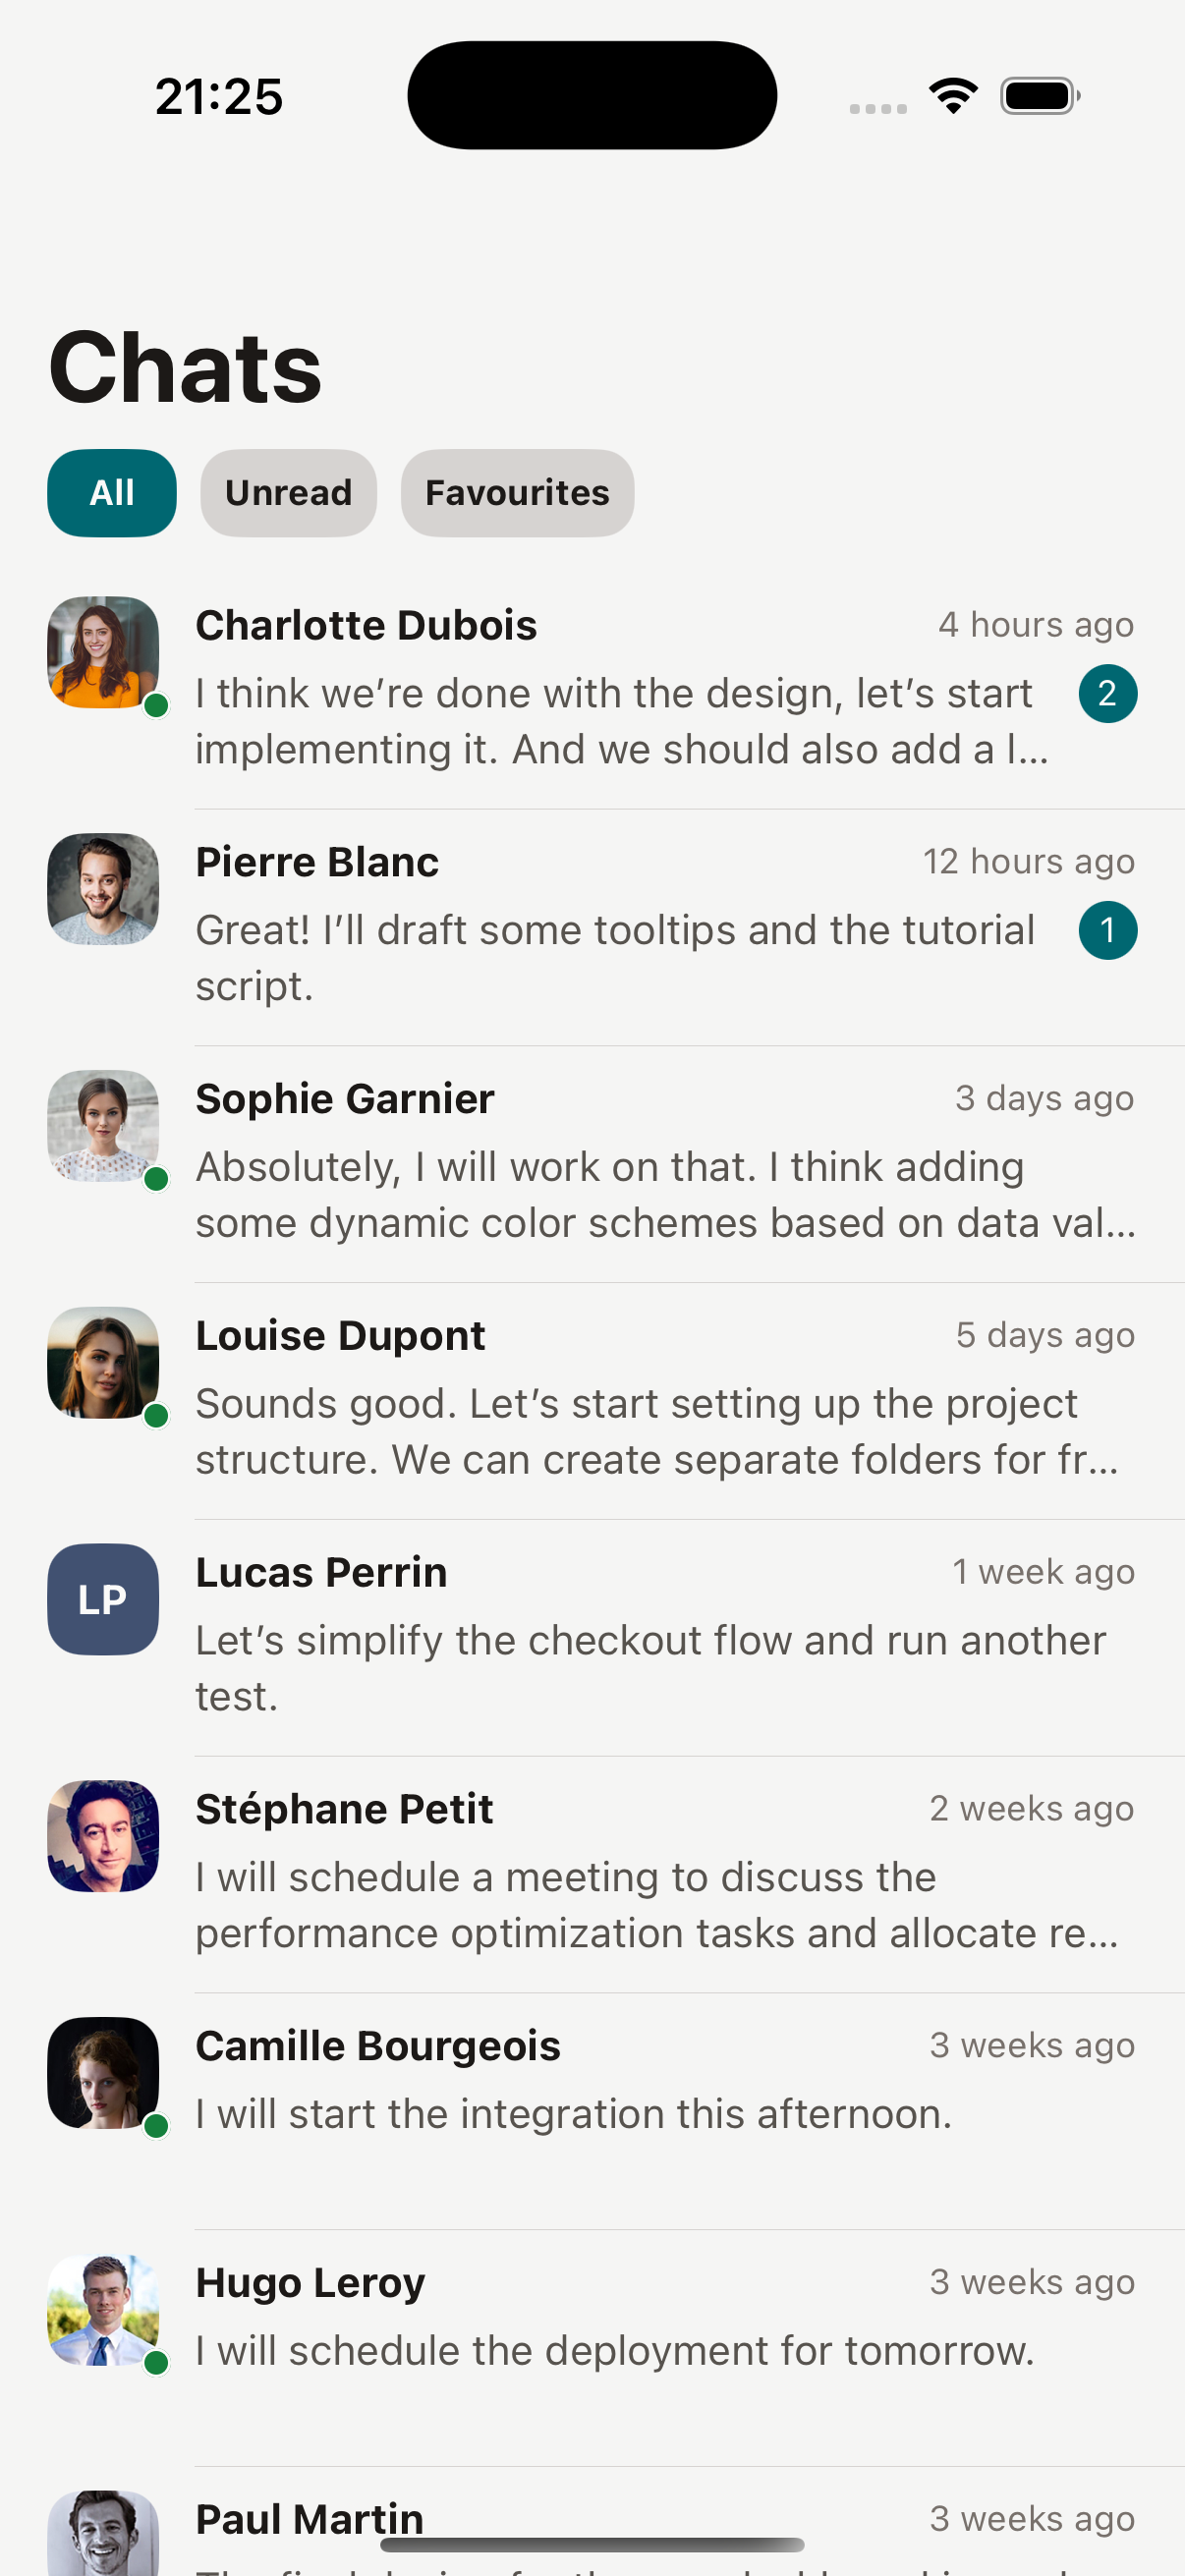 21:25
Chats
All
Unread
Favourites
Charlotte Dubois
4 hours ago
I think we’re done with the design, let’s start
2
implementing it. And we should also add a l...
Pierre Blanc
12 hours ago
Great! I’ll draft some tooltips and the tutorial
1
script.
Sophie Garnier
3 days ago
Absolutely, I will work on that. I think adding
some dynamic color schemes based on data val...
Louise Dupont
5 days ago
Sounds good. Let’s start setting up the project
structure. We can create separate folders for fr...
LP
Lucas Perrin
1 week ago
Let’s simplify the checkout flow and run another
test.
Stéphane Petit
2 weeks ago
I will schedule a meeting to discuss the
performance optimization tasks and allocate re...
Camille Bourgeois
3 weeks ago
I will start the integration this afternoon.
Hugo Leroy
3 weeks ago
I will schedule the deployment for tomorrow.
Paul Martin
3 weeks ago